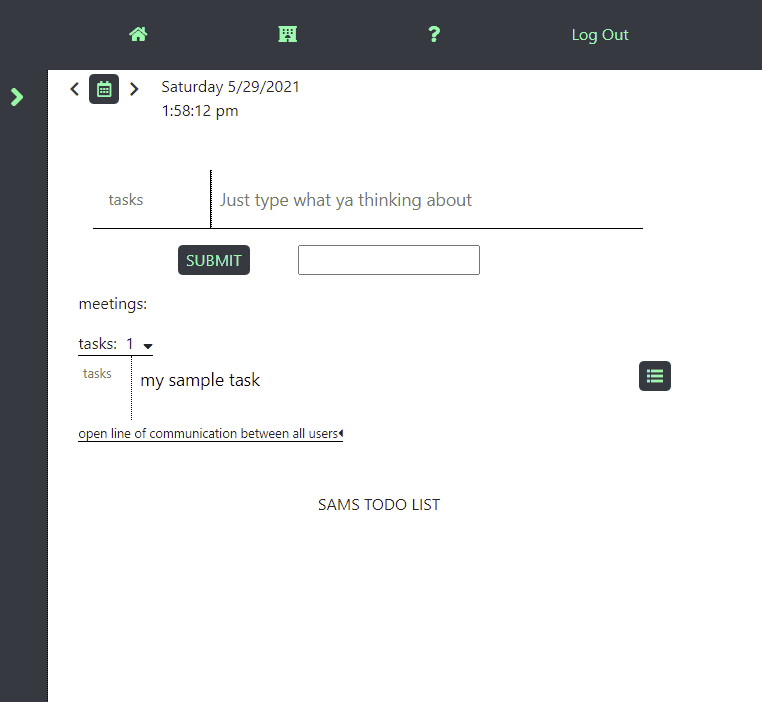 ? Log Out
Saturday 5/29/2021
1:58:12 pm
tasks Just type what ya thinking about
SUBMIT
meetings:
tasks: 1
tasks my sample task
open line of communication between all users
SAMS TODO LIST